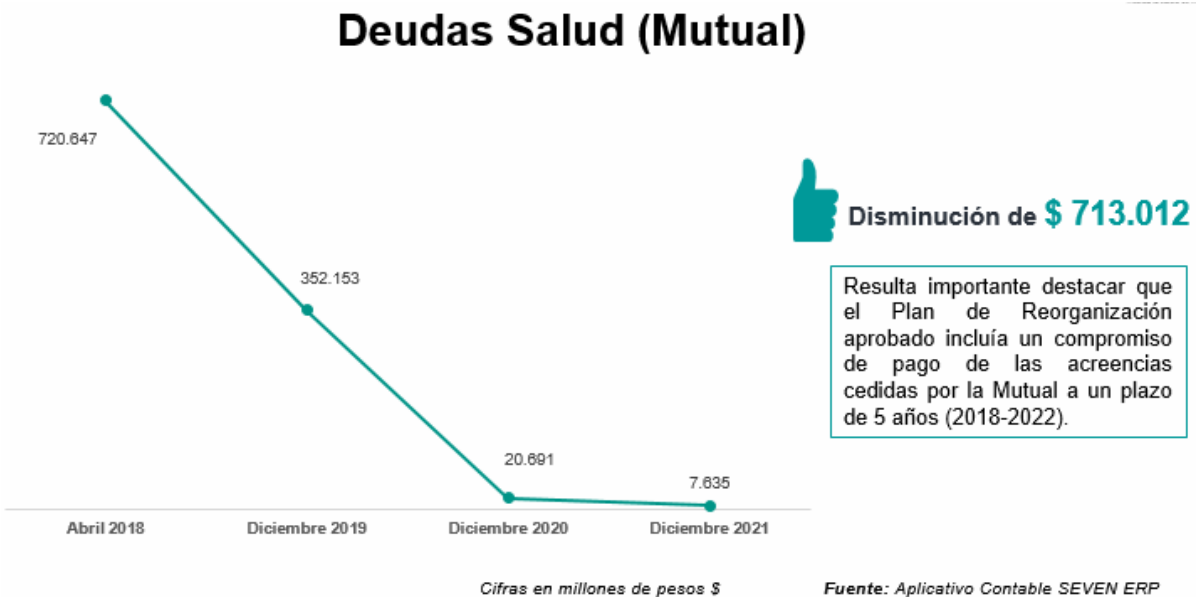 Deudas Salud (Mutual)
720.647
352.153
20.691
7.635
Abril 2018
Diciembre 2019
Diciembre 2020
Diciembre 2021
Disminución de $ 713.012
Resulta importante destacar que
el Plan de Reorganización
aprobado incluía un compromiso
de pago de las acreencias
cedidas por la Mutual a un plazo
de 5 años (2018-2022).
Cifras en millones de pesos $
Fuente: Aplicativo Contable SEVEN ERP